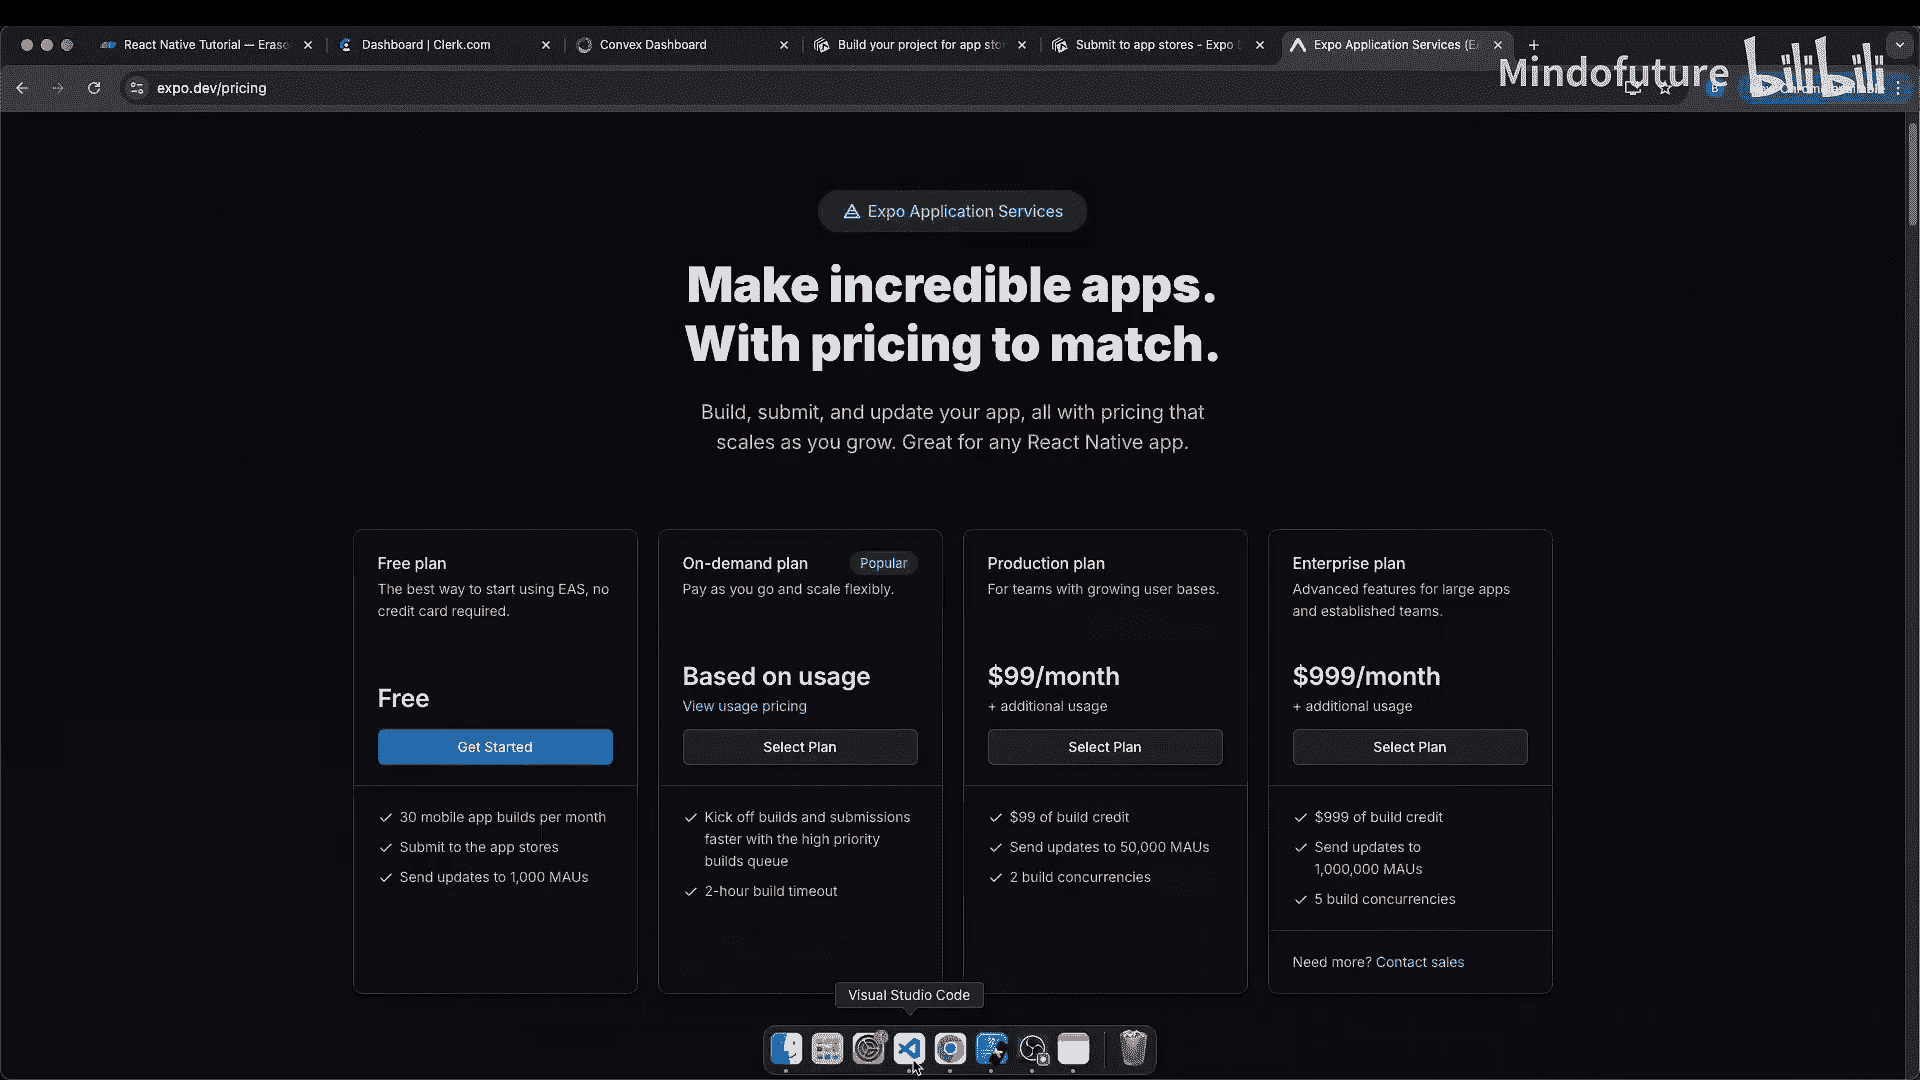 React Native Tutorial — Erase
Dashboard | Clerk.com
Convex Dashboard
Build your project for app sto
Submit to app stores - Expo
Expo Application Services (EA
expo.dev/pricing
Mindofuture
bilibili
Expo Application Services
Make incredible apps.
With pricing to match.
Build, submit, and update your app, all with pricing that
scales as you grow. Great for any React Native app.
Free plan
The best way to start using EAS, no
credit card required.
Free
Get Started
30 mobile app builds per month
Submit to the app stores
Send updates to 1,000 MAUs
On-demand plan
Popular
Pay as you go and scale flexibly.
Based on usage
View usage pricing
Select Plan
Kick off builds and submissions
faster with the high priority
builds queue
2-hour build timeout
Production plan
For teams with growing user bases.
$99/month
+ additional usage
Select Plan
$99 of build credit
Send updates to 50,000 MAUs
2 build concurrencies
Enterprise plan
Advanced features for large apps
and established teams.
$999/month
+ additional usage
Select Plan
$999 of build credit
Send updates to
1,000,000 MAUs
5 build concurrencies
Need more? Contact sales
Visual Studio Code